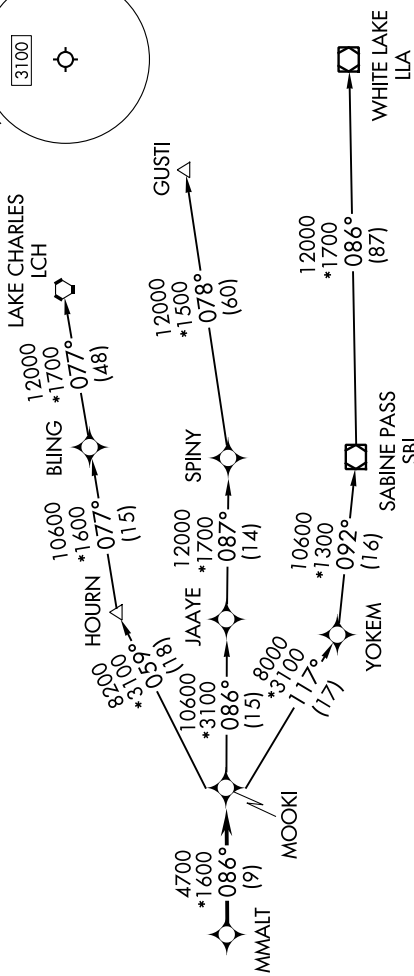 3100
LAKE CHARLES
LCH
12000
*1700
077°
(48)
BLING
10600
*1600
077°
(15)
HOURN
8200
*3100
059°
(18)
GUSTI
12000
*1500
078°
(60)
SPINY
12000
*1700
087°
(14)
JAAYE
10600
*3100
086°
(15)
MOOKI
4700
*1600
086°
(9)
MMALT
8000
*3100
117°
(17)
YOKEM
10600
*1300
092°
(16)
SABINE PASS
SBI
12000
*1700
086°
(87)
WHITE LAKE
LLA